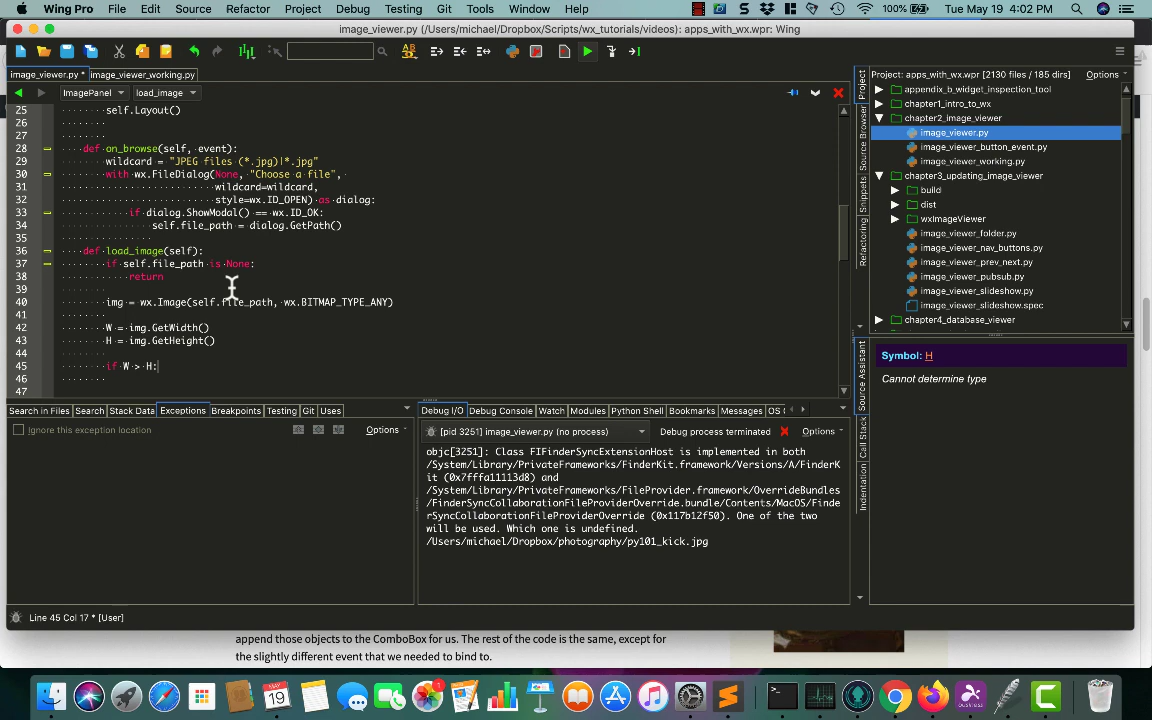 Wing Pro File Edit Source Refactor Project Debug Testing Git Tools Window Help 100% Tue May 19 4:02 PM
image_viewer.py (/Users/michael/Dropbox/Scripts/wx_tutorials/videos): apps_with_wx.wpr: Wing
image_viewer.py * image_viewer_working.py
ImagePanel load_image
25 self.Layout()
26
27
28 def on_browse(self, event):
29 wildcard = "JPEG files (*.jpg)|*.jpg"
30 with wx.FileDialog(None, "Choose a file",
31 wildcard=wildcard,
32 style=wx.ID_OPEN) as dialog:
33 if dialog.ShowModal() == wx.ID_OK:
34 self.file_path = dialog.GetPath()
35
36 def load_image(self):
37 if self.file_path is None:
38 return
39
40 img = wx.Image(self.file_path, wx.BITMAP_TYPE_ANY)
41
42 W = img.GetWidth()
43 H = img.GetHeight()
44
45 if W > H:
46
47
Project
Source Browser
Snippets
Refactoring
Project: apps_with_wx.wpr [2130 files / 185 dirs] Options
appendix_b_widget_inspection_tool
chapter1_intro_to_wx
chapter2_image_viewer
image_viewer.py
image_viewer_button_event.py
image_viewer_working.py
chapter3_updating_image_viewer
build
dist
wxImageViewer
image_viewer_folder.py
image_viewer_nav_buttons.py
image_viewer_prev_next.py
image_viewer_pubsub.py
image_viewer_slideshow.py
image_viewer_slideshow.spec
chapter4_database_viewer
Source Assistant
Call Stack
Indentation
Symbol: H
Cannot determine type
Search in Files Search Stack Data Exceptions Breakpoints Testing Git Uses
Ignore this exception location Options
Debug I/O Debug Console Watch Modules Python Shell Bookmarks Messages OS
[pid 3251] image_viewer.py (no process) Debug process terminated Options
objc[3251]: Class FIFinderSyncExtensionHost is implemented in both
/System/Library/PrivateFrameworks/FinderKit.framework/Versions/A/FinderK
it (0x7fffa11113d8) and
/System/Library/PrivateFrameworks/FileProvider.framework/OverrideBundles
/FinderSyncCollaborationFileProviderOverride.bundle/Contents/MacOS/Finde
rSyncCollaborationFileProviderOverride (0x117b12f50). One of the two
will be used. Which one is undefined.
/Users/michael/Dropbox/photography/py101_kick.jpg
Line 45 Col 17 * [User]
append those objects to the ComboBox for us. The rest of the code is the same, except for
the slightly different event that we needed to bind to.
MAY
19
1